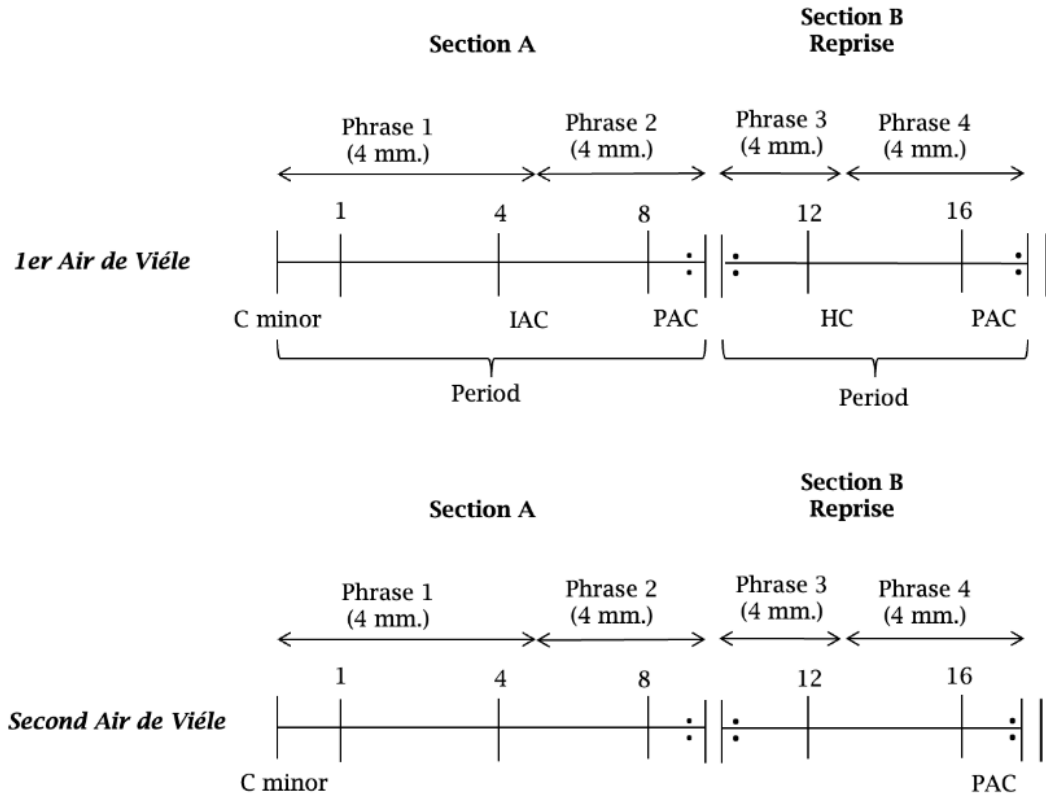 Section A
Section B
Reprise
Phrase 1
(4 mm.)
Phrase 2
(4 mm.)
Phrase 3
(4 mm.)
Phrase 4
(4 mm.)
1 4 8 12 16
1er Air de Viéle
C minor IAC PAC HC PAC
Period Period
Section A
Section B
Reprise
Phrase 1
(4 mm.)
Phrase 2
(4 mm.)
Phrase 3
(4 mm.)
Phrase 4
(4 mm.)
1 4 8 12 16
Second Air de Viéle
C minor PAC